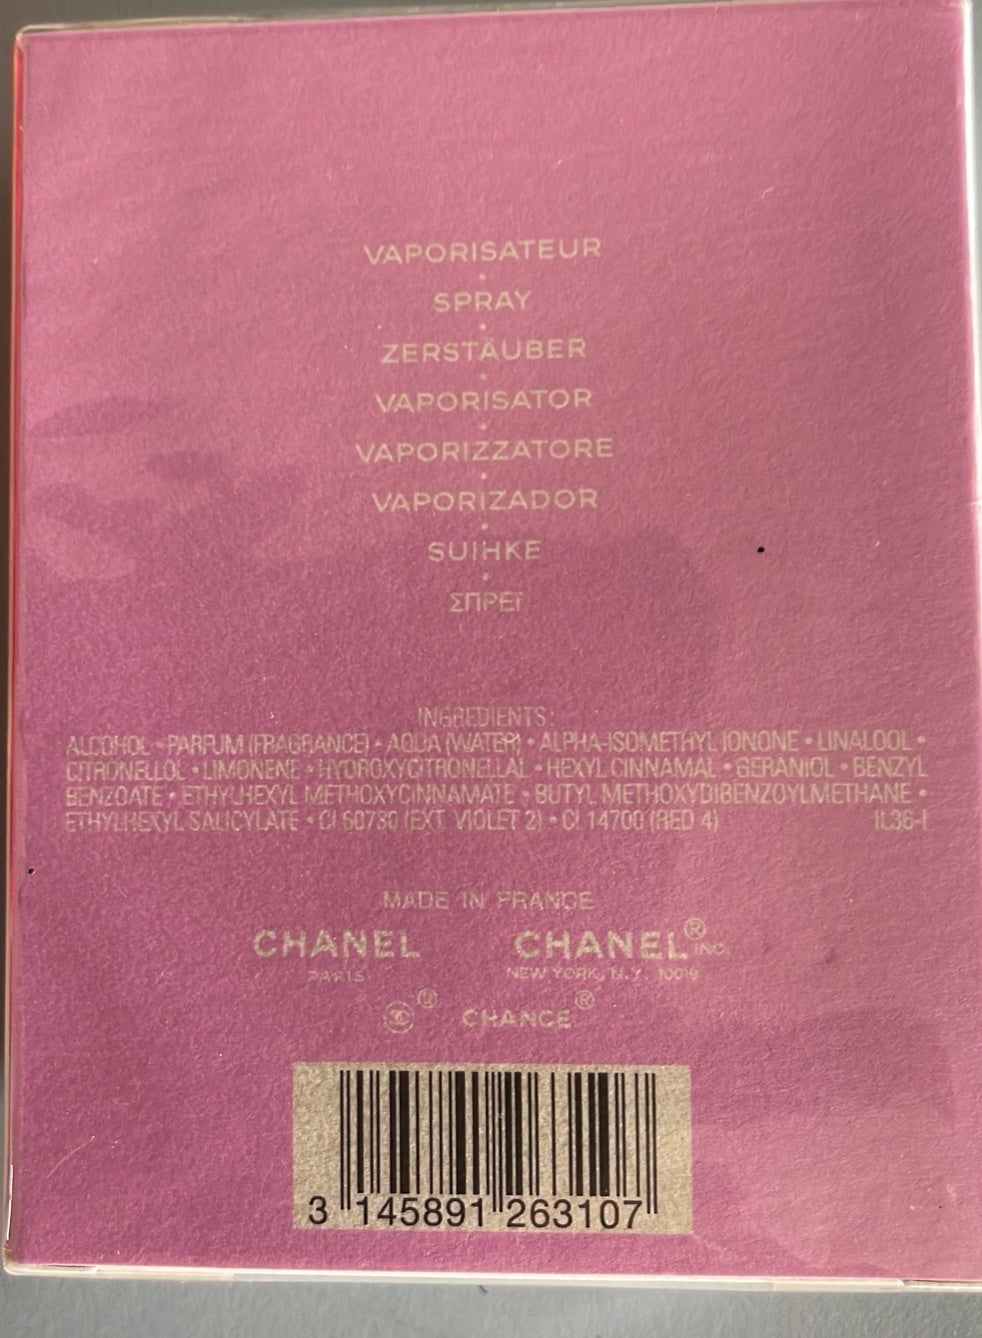 VAPORISATEUR
•
SPRAY
•
ZERSTÄUBER
•
VAPORISATOR
•
VAPORIZZATORE
•
VAPORIZADOR
•
SUIHKE
•
ΣΠΡΕΪ
INGREDIENTS:
ALCOHOL • PARFUM (FRAGRANCE) • AQUA (WATER) • ALPHA-ISOMETHYL IONONE • LINALOOL •
CITRONELLOL • LIMONENE • HYDROXYCITRONELLAL • HEXYL CINNAMAL • GERANIOL • BENZYL
BENZOATE • ETHYLHEXYL METHOXYCINNAMATE • BUTYL METHOXYDIBENZOYLMETHANE •
ETHYLHEXYL SALICYLATE • CI 60730 (EXT. VIOLET 2) • CI 14700 (RED 4) IL36-I
MADE IN FRANCE
CHANEL CHANEL® INC.
PARIS NEW YORK, N.Y. 10019
® CHANCE®
3 145891 263107